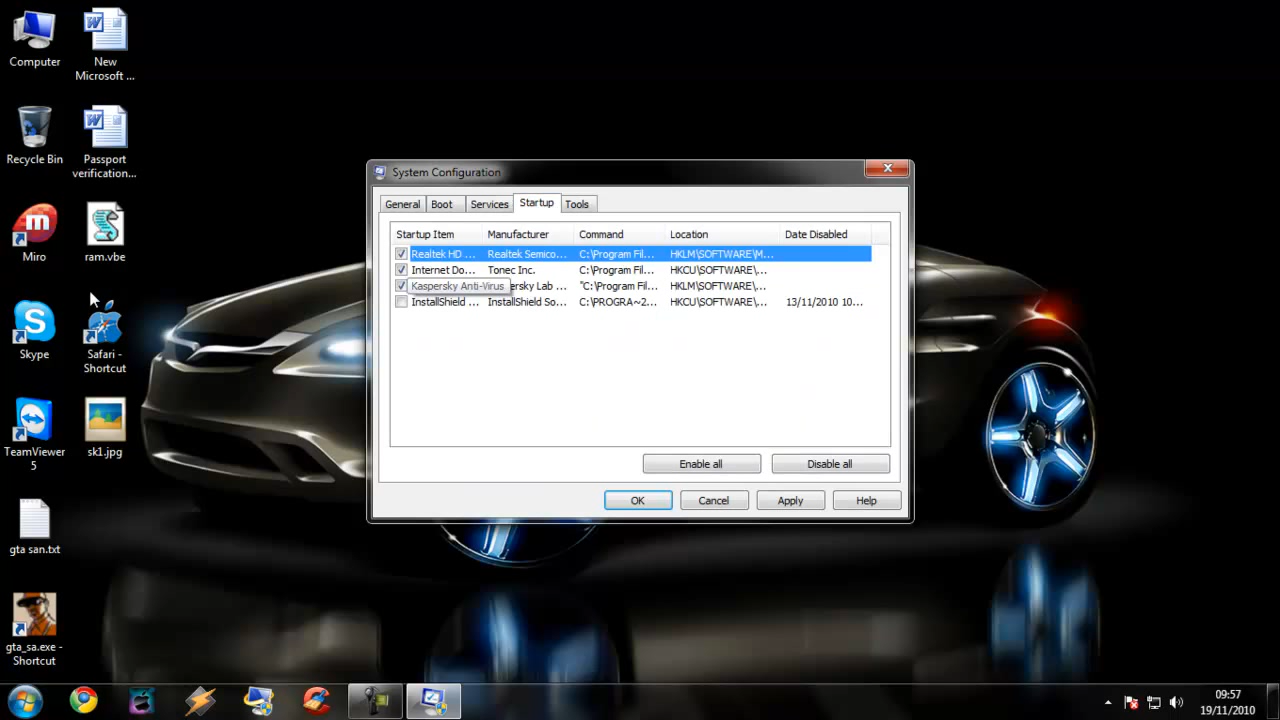 Computer
New
Microsoft ...
Recycle Bin
Passport
verification...
Miro
ram.vbe
Skype
Safari -
Shortcut
TeamViewer
5
sk1.jpg
gta san.txt
gta_sa.exe -
Shortcut
System Configuration
General Boot Services Startup Tools
Startup Item Manufacturer Command Location Date Disabled
Realtek HD ... Realtek Semico... C:\Program Fil... HKLM\SOFTWARE\M...
Internet Do... Tonec Inc. C:\Program Fil... HKCU\SOFTWARE\...
Kaspersky Anti-Virus ersky Lab ... "C:\Program Fil... HKLM\SOFTWARE\...
InstallShield ... InstallShield So... C:\PROGRA~2... HKCU\SOFTWARE\... 13/11/2010 10...
Enable all Disable all
OK Cancel Apply Help
09:57
19/11/2010